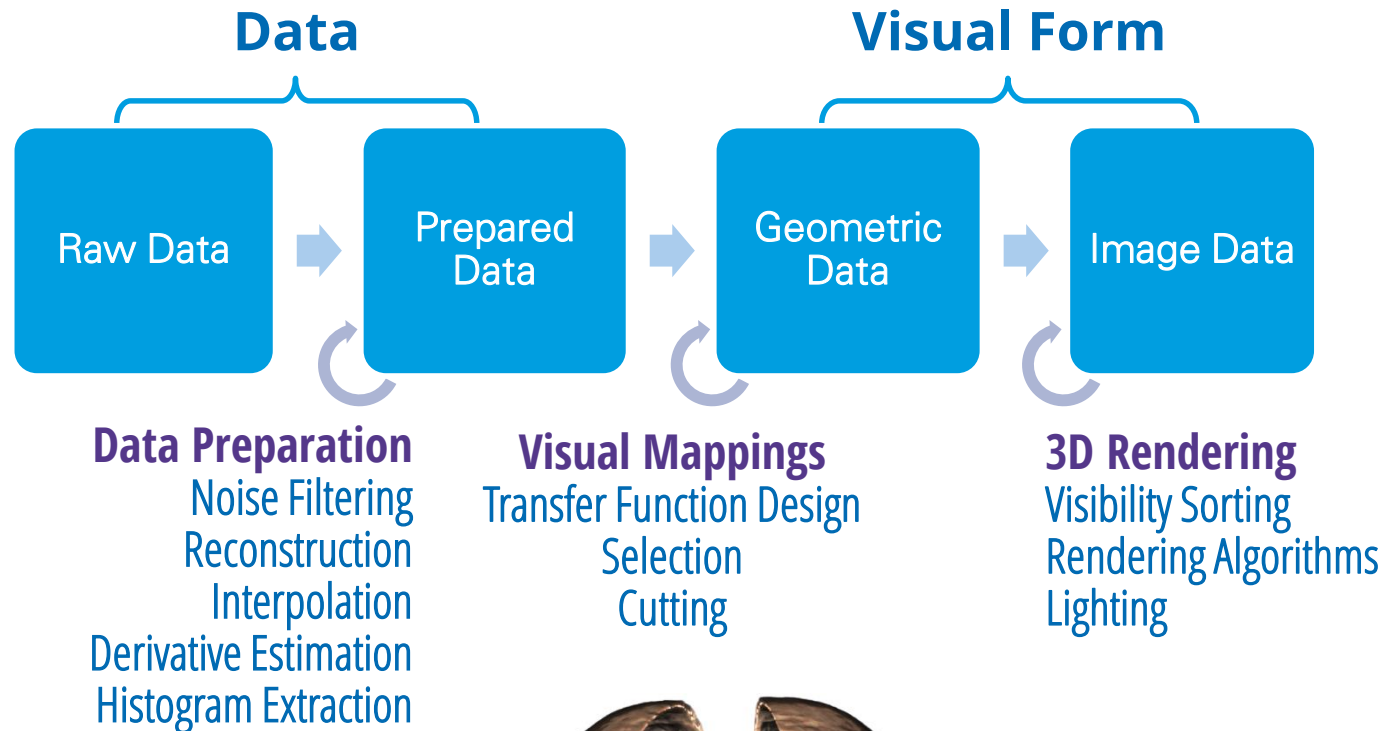 Data
Visual Form
Raw Data
Prepared
Data
Geometric
Data
Image Data
Data Preparation
Noise Filtering
Reconstruction
Interpolation
Derivative Estimation
Histogram Extraction
Visual Mappings
Transfer Function Design
Selection
Cutting
3D Rendering
Visibility Sorting
Rendering Algorithms
Lighting